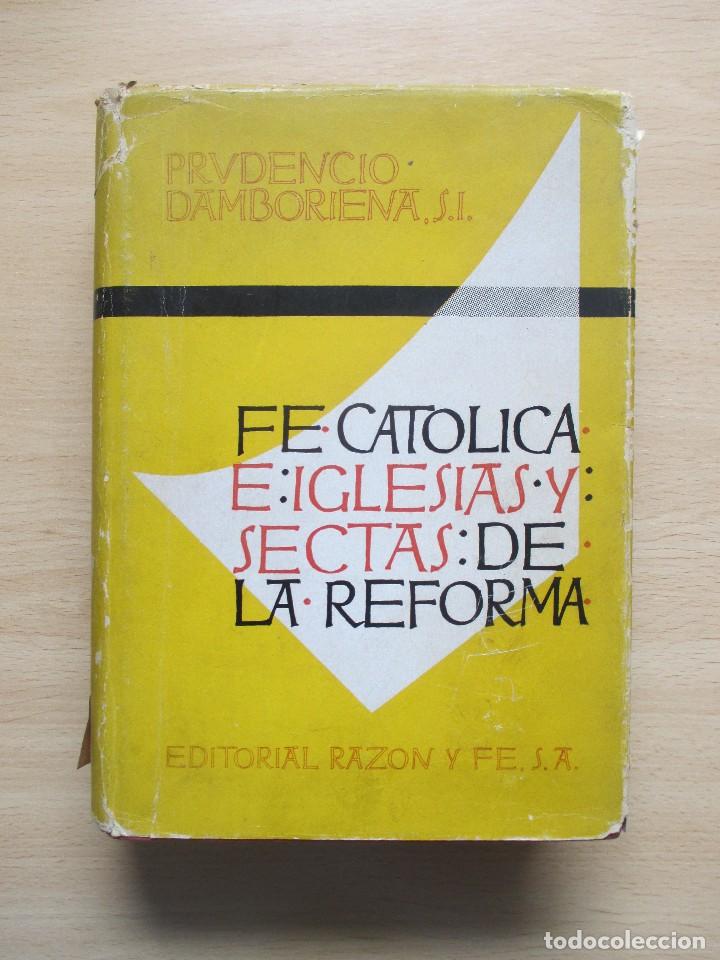 PRVDENCIO
DAMBORIENA, S.I.
FE·CATOLICA·
E:IGLESIAS·Y:
SECTAS:DE·
LA·REFORMA·
EDITORIAL RAZON Y FE, S.A.
todocoleccion